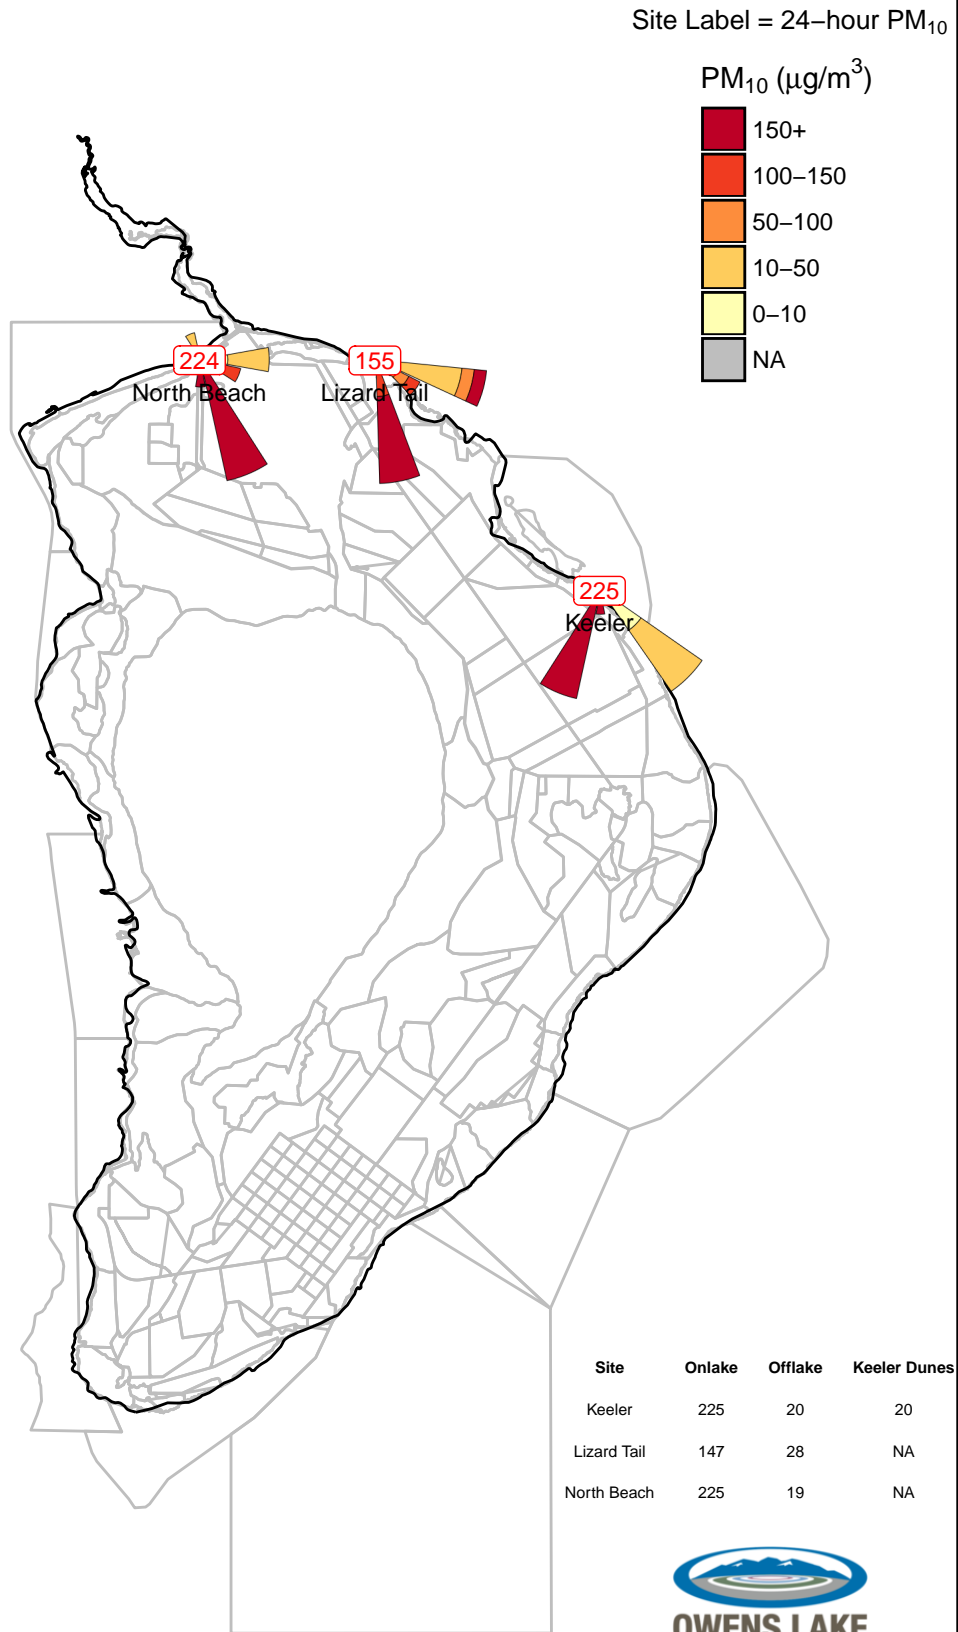 Site Label = 24−hour PM₁₀
PM₁₀ (μg/m³)
150+
100−150
50−100
10−50
0−10
NA
224
North Beach
155
Lizard Tail
225
Keeler
Site Onlake Offlake Keeler Dunes
Keeler 225 20 20
Lizard Tail 147 28 NA
North Beach 225 19 NA
OWENS LAKE